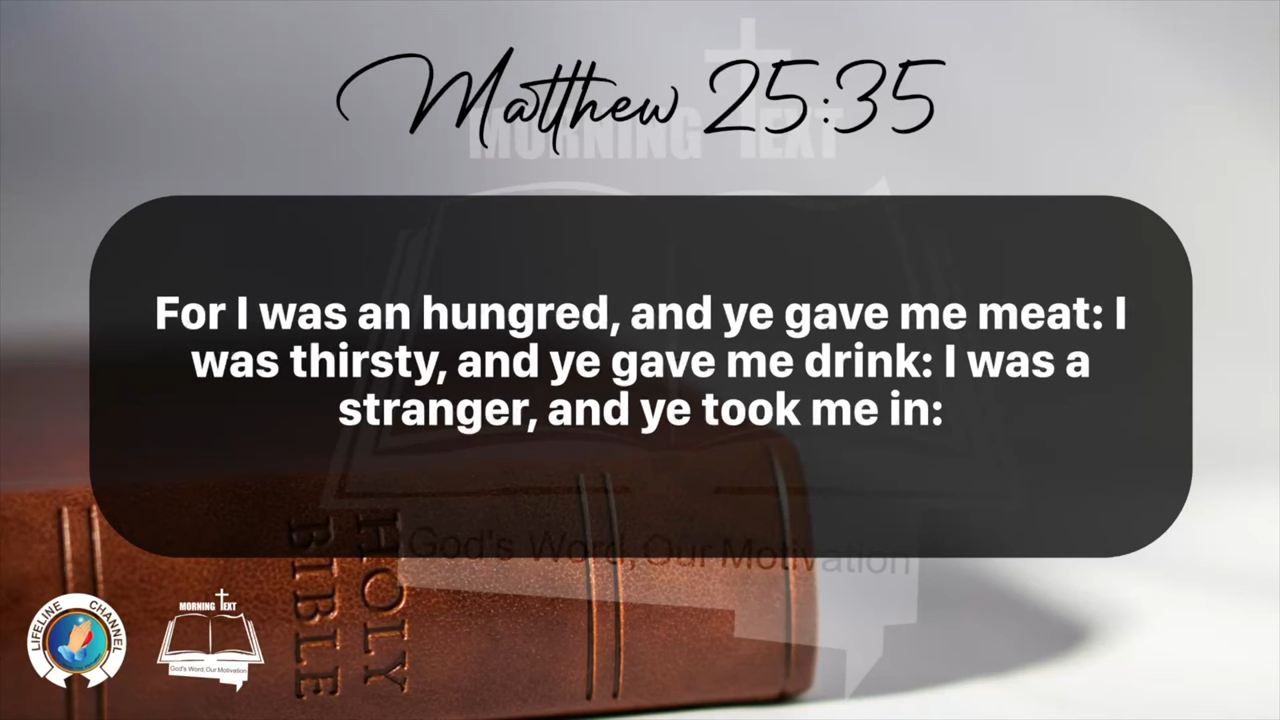 Matthew 25:35
MORNING TEXT
For I was an hungred, and ye gave me meat: I
was thirsty, and ye gave me drink: I was a
stranger, and ye took me in:
God's Word, Our Motivation
HOLY
BIBLE
LIFELINE CHANNEL
MORNING TEXT
God's Word, Our Motivation